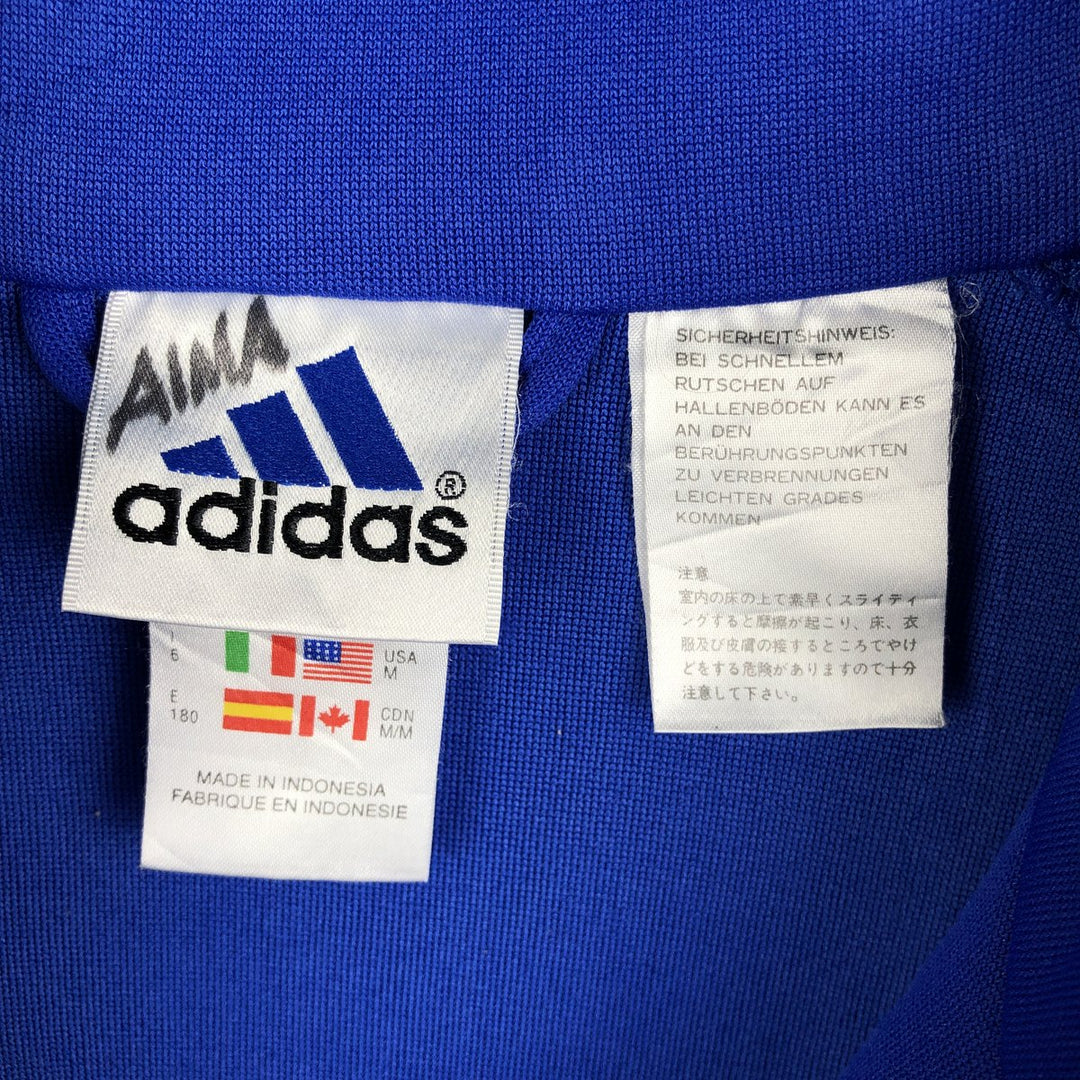 AIMA
adidas®
I
6
USA
M
E
180
CDN
M/M
MADE IN INDONESIA
FABRIQUE EN INDONESIE
SICHERHEITSHINWEIS:
BEI SCHNELLEM
RUTSCHEN AUF
HALLENBÖDEN KANN ES
AN DEN
BERÜHRUNGSPUNKTEN
ZU VERBRENNUNGEN
LEICHTEN GRADES
KOMMEN
注意
室内の床の上で素早くスライディ
ングすると摩擦が起こり、床、衣
服及び皮膚の接するところでやけ
どをする危険がありますので十分
注意して下さい。